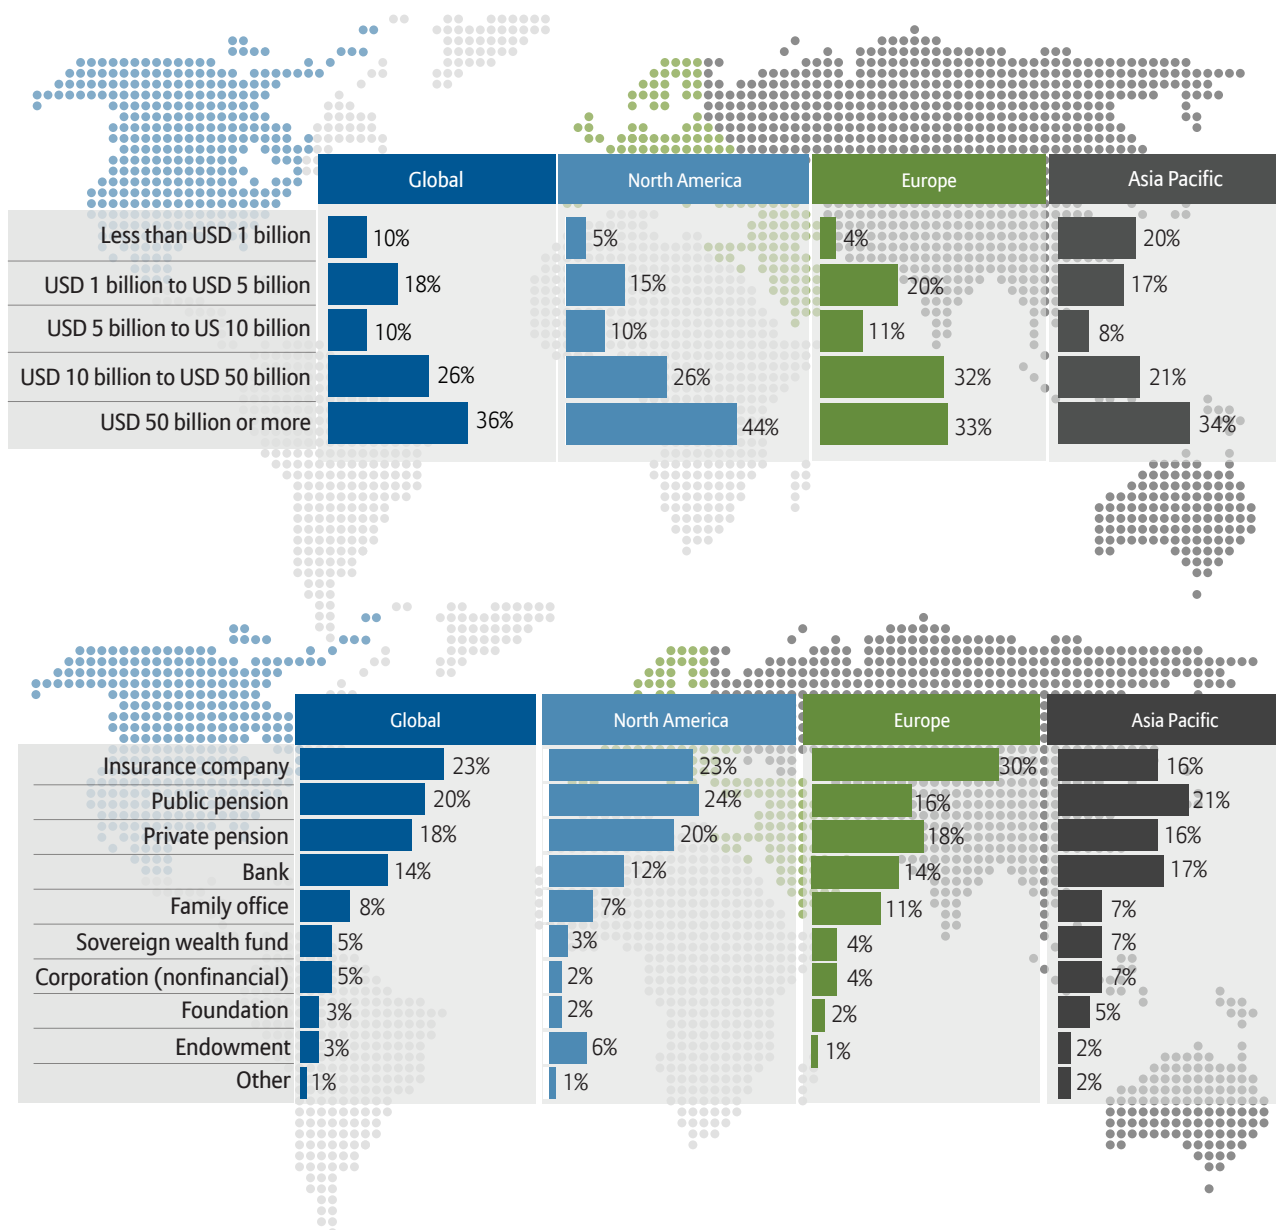 Global North America Europe Asia Pacific
Less than USD 1 billion 10% 5% 4% 20%
USD 1 billion to USD 5 billion 18% 15% 20% 17%
USD 5 billion to US 10 billion 10% 10% 11% 8%
USD 10 billion to USD 50 billion 26% 26% 32% 21%
USD 50 billion or more 36% 44% 33% 34%
Global North America Europe Asia Pacific
Insurance company 23% 23% 30% 16%
Public pension 20% 24% 16% 21%
Private pension 18% 20% 18% 16%
Bank 14% 12% 14% 17%
Family office 8% 7% 11% 7%
Sovereign wealth fund 5% 3% 4% 7%
Corporation (nonfinancial) 5% 2% 4% 7%
Foundation 3% 2% 2% 5%
Endowment 3% 6% 1% 2%
Other 1% 1% 2%